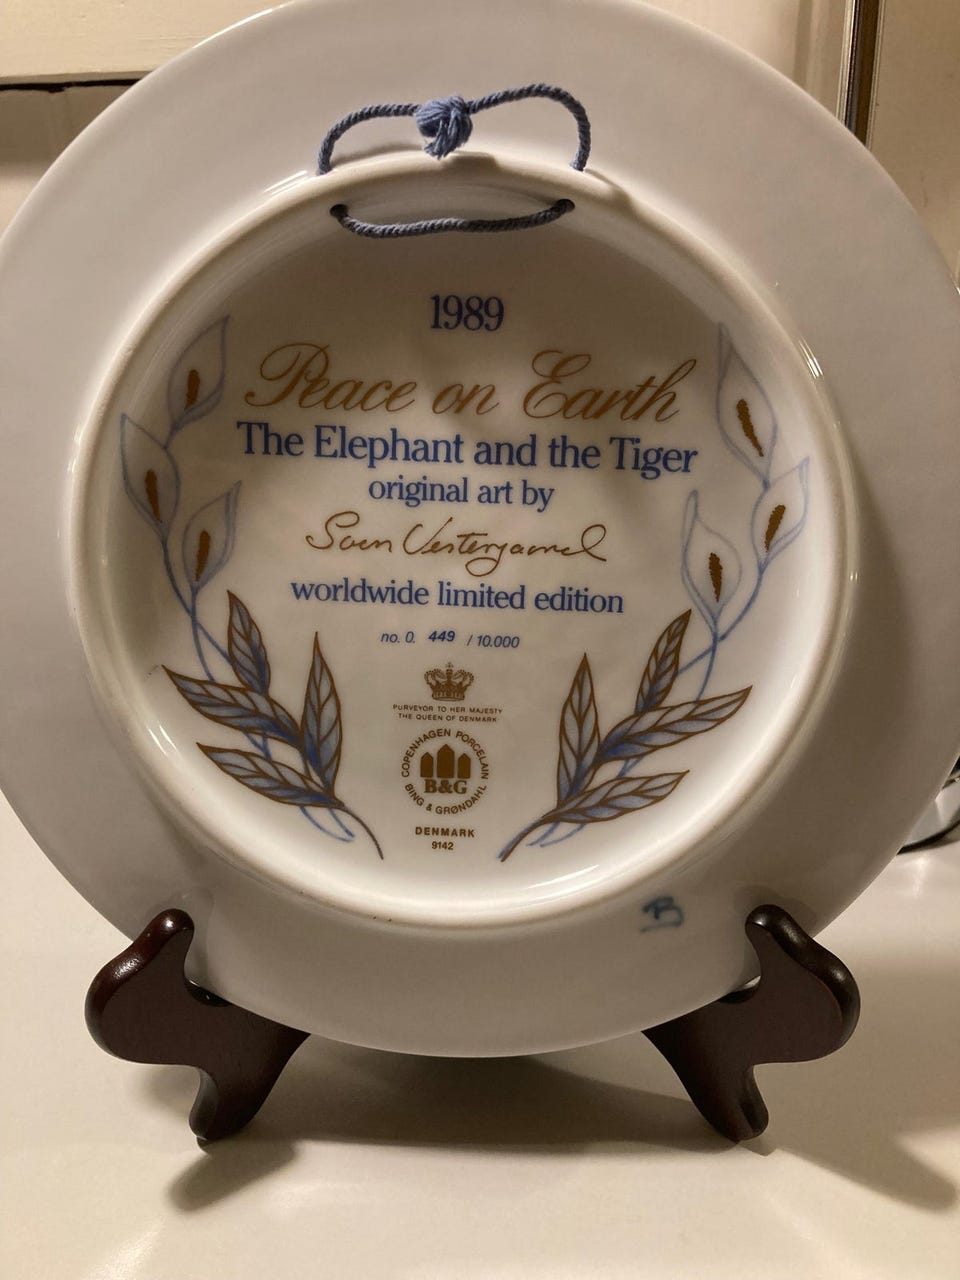 1989
Peace on Earth
The Elephant and the Tiger
original art by
Sven Vestergaard
worldwide limited edition
no. 0. 449 / 10.000
PURVEYOR TO HER MAJESTY
THE QUEEN OF DENMARK
COPENHAGEN PORCELAIN
B&G
BING & GRØNDAHL
DENMARK
9142
B